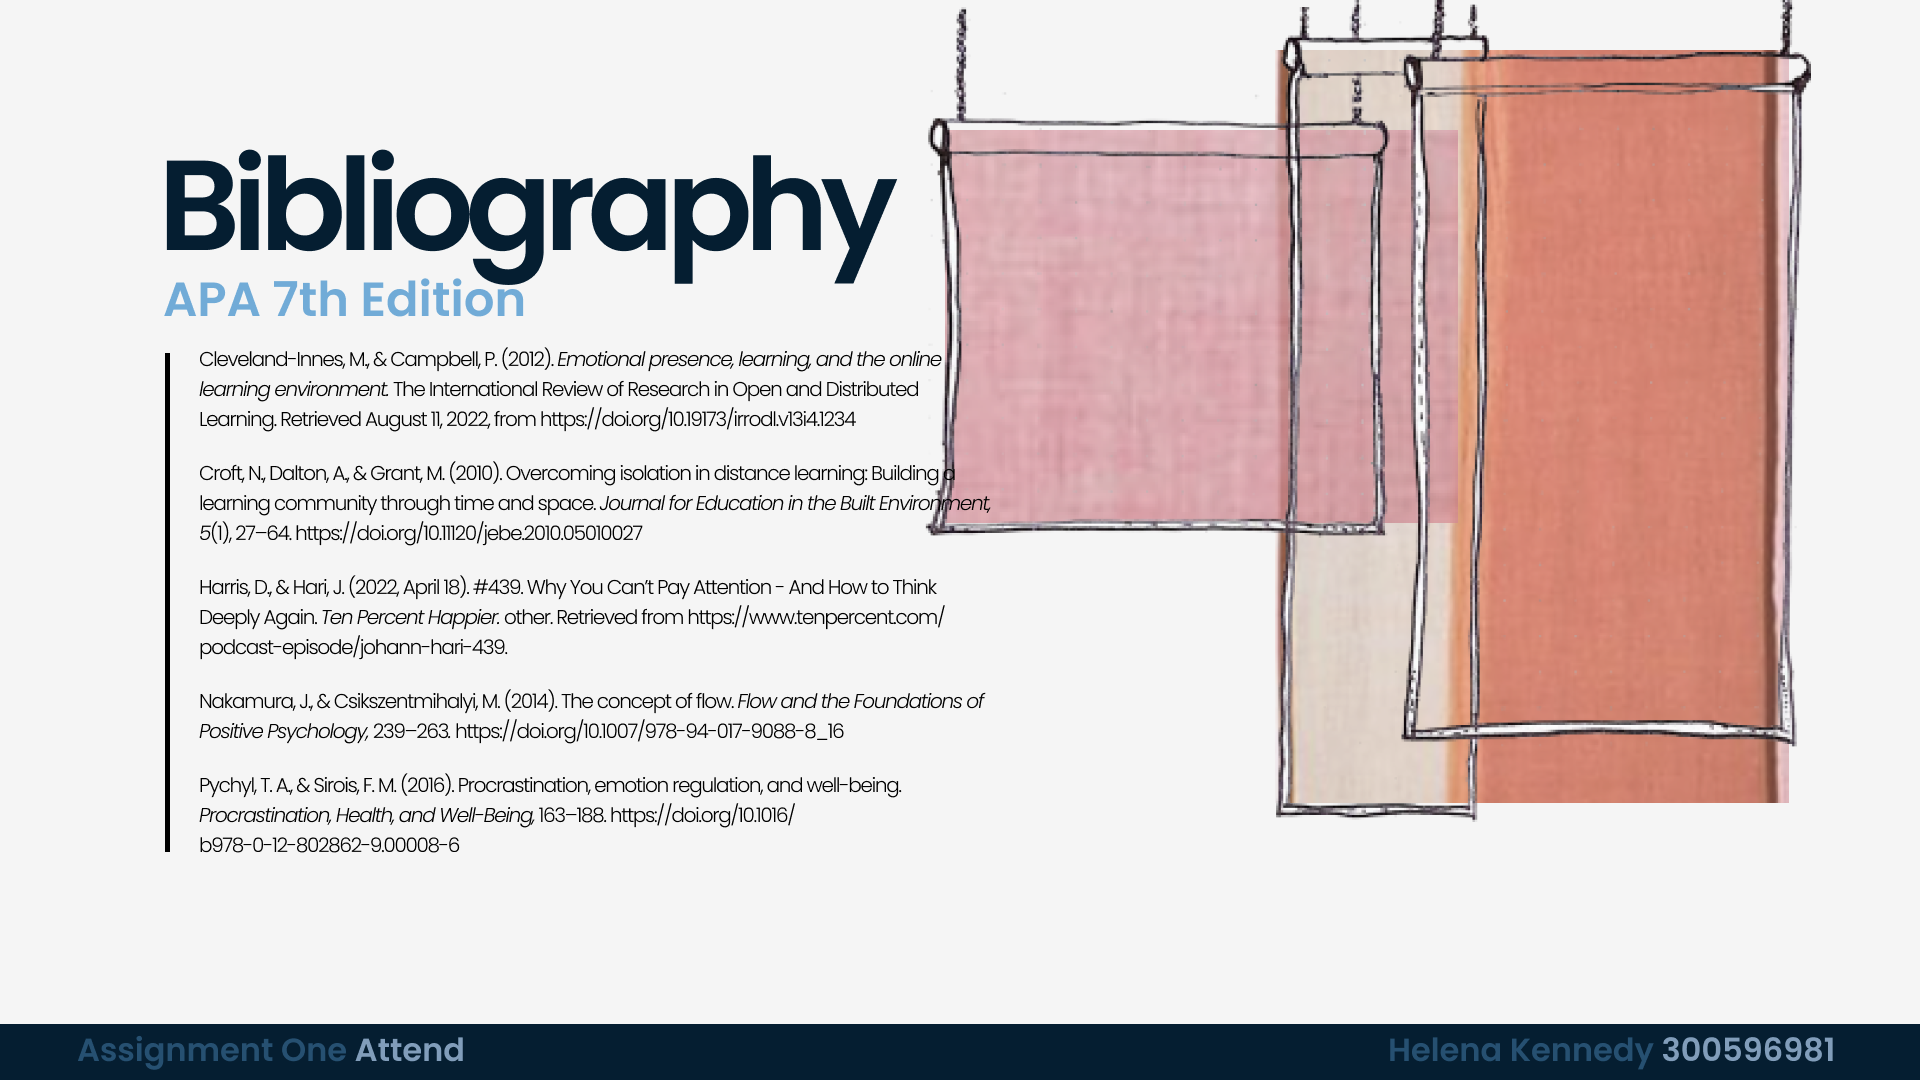 Bibliography
APA 7th Edition
Cleveland-Innes, M., & Campbell, P. (2012). Emotional presence, learning, and the online
learning environment. The International Review of Research in Open and Distributed
Learning. Retrieved August 11, 2022, from https://doi.org/10.19173/irrodl.v13i4.1234
Croft, N., Dalton, A., & Grant, M. (2010). Overcoming isolation in distance learning: Building a
learning community through time and space. Journal for Education in the Built Environment,
5(1), 27–64. https://doi.org/10.11120/jebe.2010.05010027
Harris, D., & Hari, J. (2022, April 18). #439. Why You Can’t Pay Attention - And How to Think
Deeply Again. Ten Percent Happier. other. Retrieved from https://www.tenpercent.com/
podcast-episode/johann-hari-439.
Nakamura, J., & Csikszentmihalyi, M. (2014). The concept of flow. Flow and the Foundations of
Positive Psychology, 239–263. https://doi.org/10.1007/978-94-017-9088-8_16
Pychyl, T. A., & Sirois, F. M. (2016). Procrastination, emotion regulation, and well-being.
Procrastination, Health, and Well-Being, 163–188. https://doi.org/10.1016/
b978-0-12-802862-9.00008-6
Assignment One Attend
Helena Kennedy 300596981